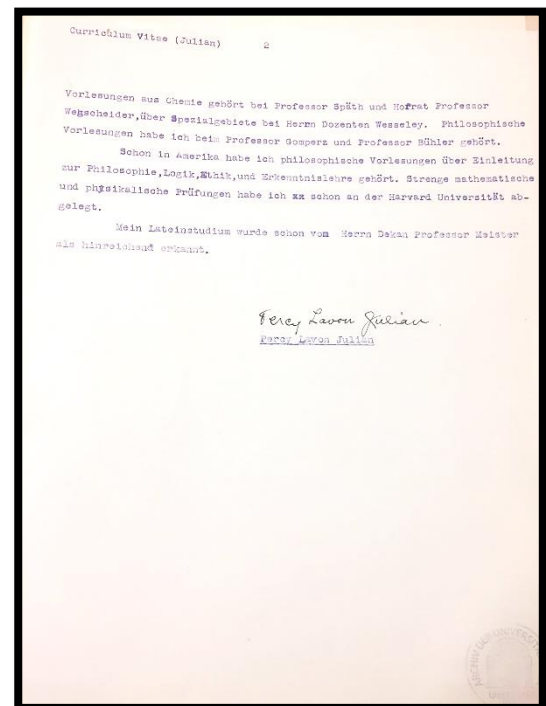 Curriculum Vitae (Julian) 2
Vorlesungen aus Chemie gehört bei Professor Späth und Hofrat Professor
Wegscheider,über Spezialgebiete bei Herrn Dozenten Wesseley. Philosophische
Vorlesungen habe ich beim Professor Gomperz und Professor Bühler gehört.
Schon in Amerika habe ich philosophische Vorlesungen über Einleitung
zur Philosophie,Logik,Ethik,und Erkenntnislehre gehört. Strenge mathematische
und physikalische Prüfungen habe ich xx schon an der Harvard Universität ab-
gelegt.
Mein Lateinstudium wurde schon vom Herrn Dekan Professor Meister
als hinreichend erkannt.
Percy Lavon Julian.
Percy Lavon Julian
ARCHIV DER UNIVERSITÄT